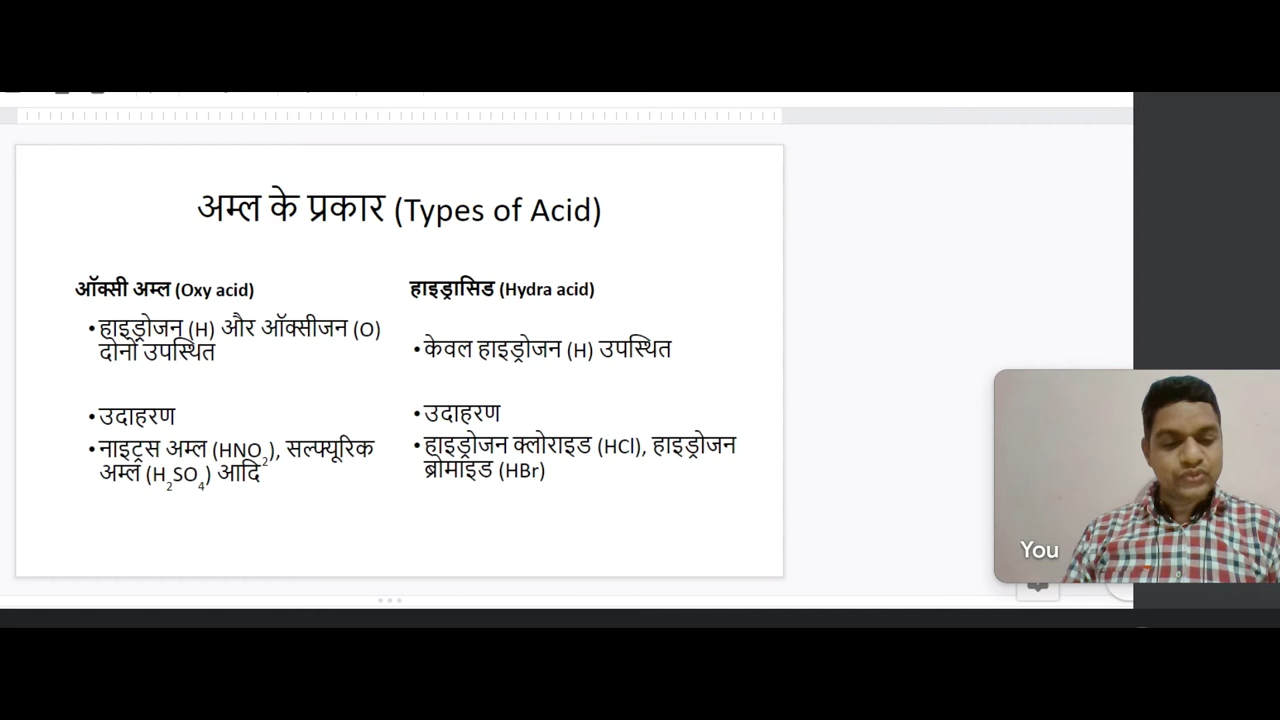 अम्ल के प्रकार (Types of Acid)
ऑक्सी अम्ल (Oxy acid)
•हाइड्रोजन (H) और ऑक्सीजन (O)
दोनों उपस्थित
•उदाहरण
•नाइट्रस अम्ल (HNO₂), सल्फ्यूरिक
अम्ल (H₂SO₄) आदि
हाइड्रासिड (Hydra acid)
•केवल हाइड्रोजन (H) उपस्थित
•उदाहरण
•हाइड्रोजन क्लोराइड (HCl), हाइड्रोजन
ब्रोमाइड (HBr)
You